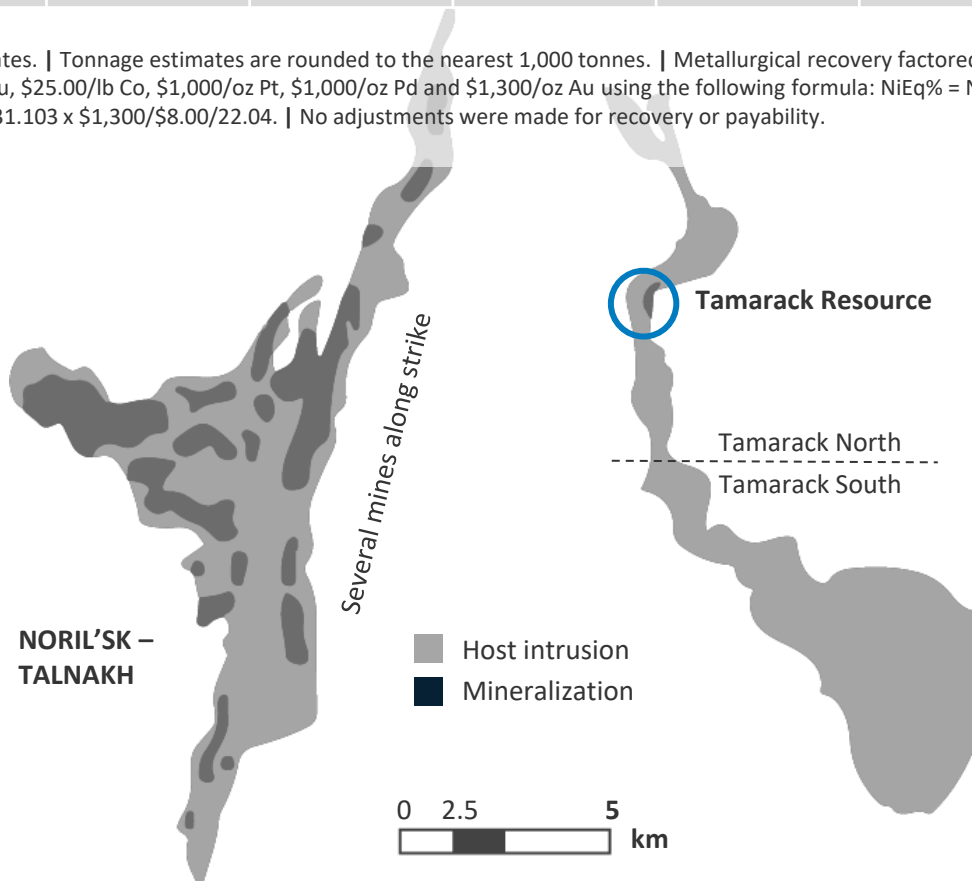 tes. | Tonnage estimates are rounded to the nearest 1,000 tonnes. | Metallurgical recovery factored
u, $25.00/lb Co, $1,000/oz Pt, $1,000/oz Pd and $1,300/oz Au using the following formula: NiEq% = N
31.103 x $1,300/$8.00/22.04. | No adjustments were made for recovery or payability.
Tamarack Resource
Several mines along strike
Tamarack North
Tamarack South
NORIL’SK –
TALNAKH
Host intrusion
Mineralization
0 2.5 5
km